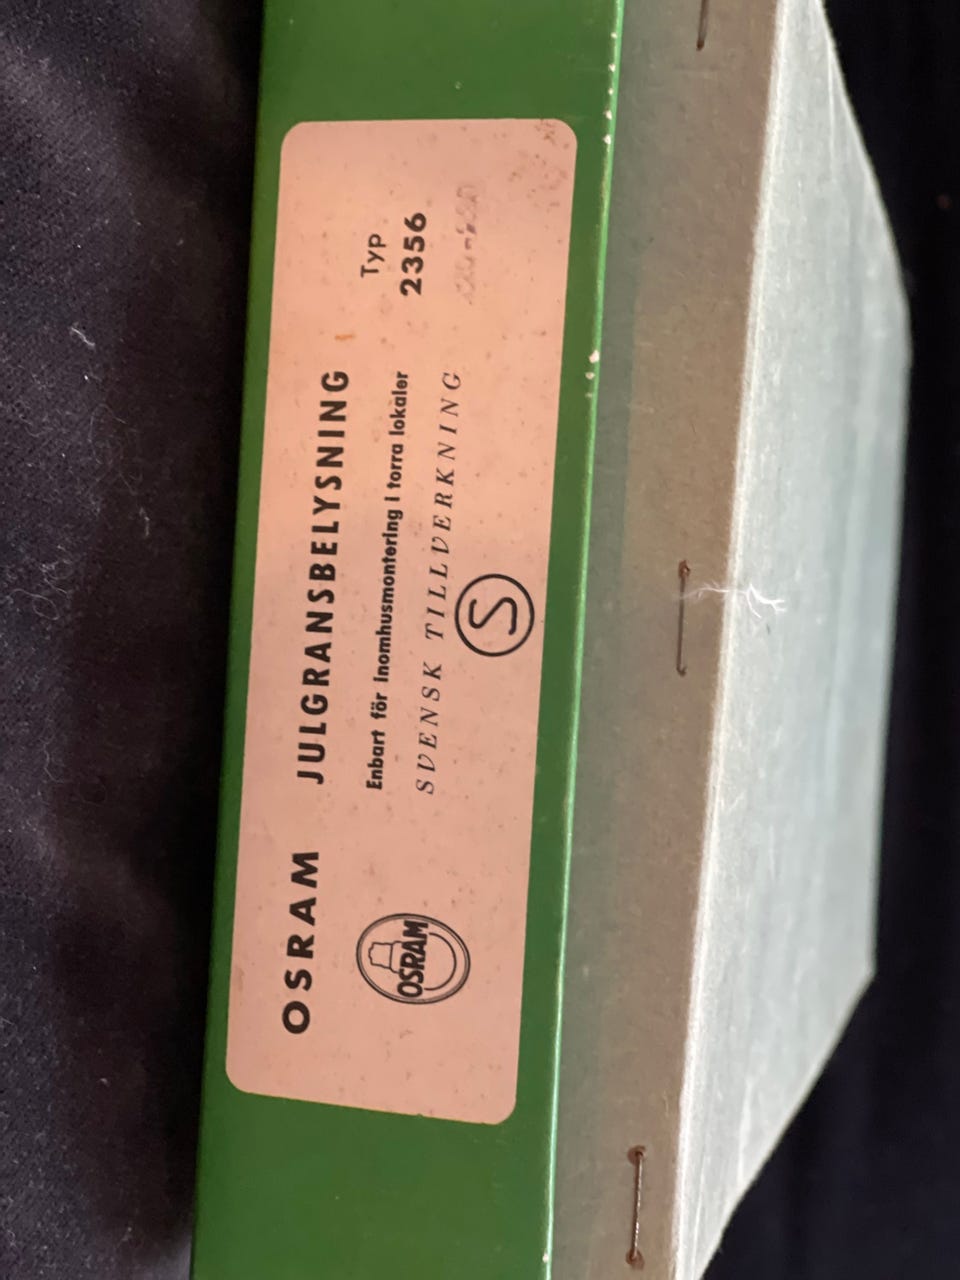 OSRAM JULGRANSBELYSNING
Enbart för inomhusmontering i torra lokaler
SVENSK TILLVERKNING
Typ
2356
OSRAM
S